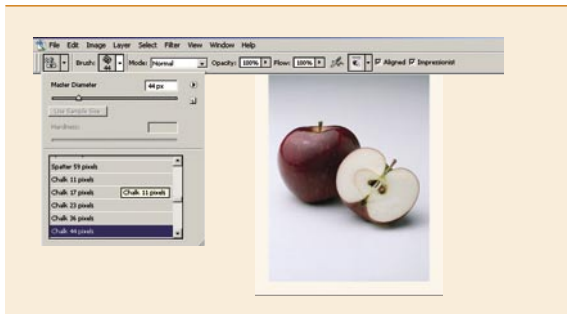 File Edit Image Layer Select Filter View Window Help
Brush: 44 Mode: Normal Opacity: 100% Flow: 100% Aligned Impressionist
Master Diameter 44 px
Use Sample Size
Hardness:
Spatter 59 pixels
Chalk 11 pixels
Chalk 17 pixels Chalk 11 pixels
Chalk 23 pixels
Chalk 36 pixels
Chalk 44 pixels